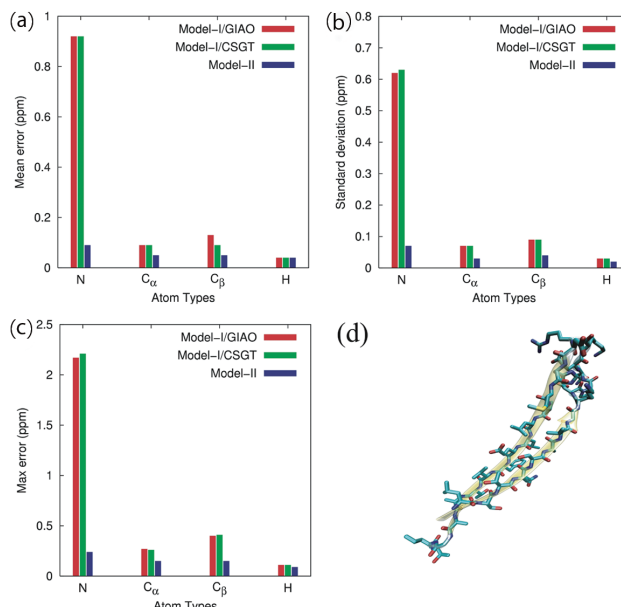 (a)
Model-I/GIAO
Model-I/CSGT
Model-II
Mean error (ppm)
1
0.8
0.6
0.4
0.2
0
N
Cα
Cβ
H
Atom Types
(b)
Model-I/GIAO
Model-I/CSGT
Model-II
Standard deviation (ppm)
0.8
0.7
0.6
0.5
0.4
0.3
0.2
0.1
0
N
Cα
Cβ
H
Atom Types
(c)
Model-I/GIAO
Model-I/CSGT
Model-II
Max error (ppm)
2.5
2
1.5
1
0.5
0
N
Cα
Cβ
H
Atom Types
(d)